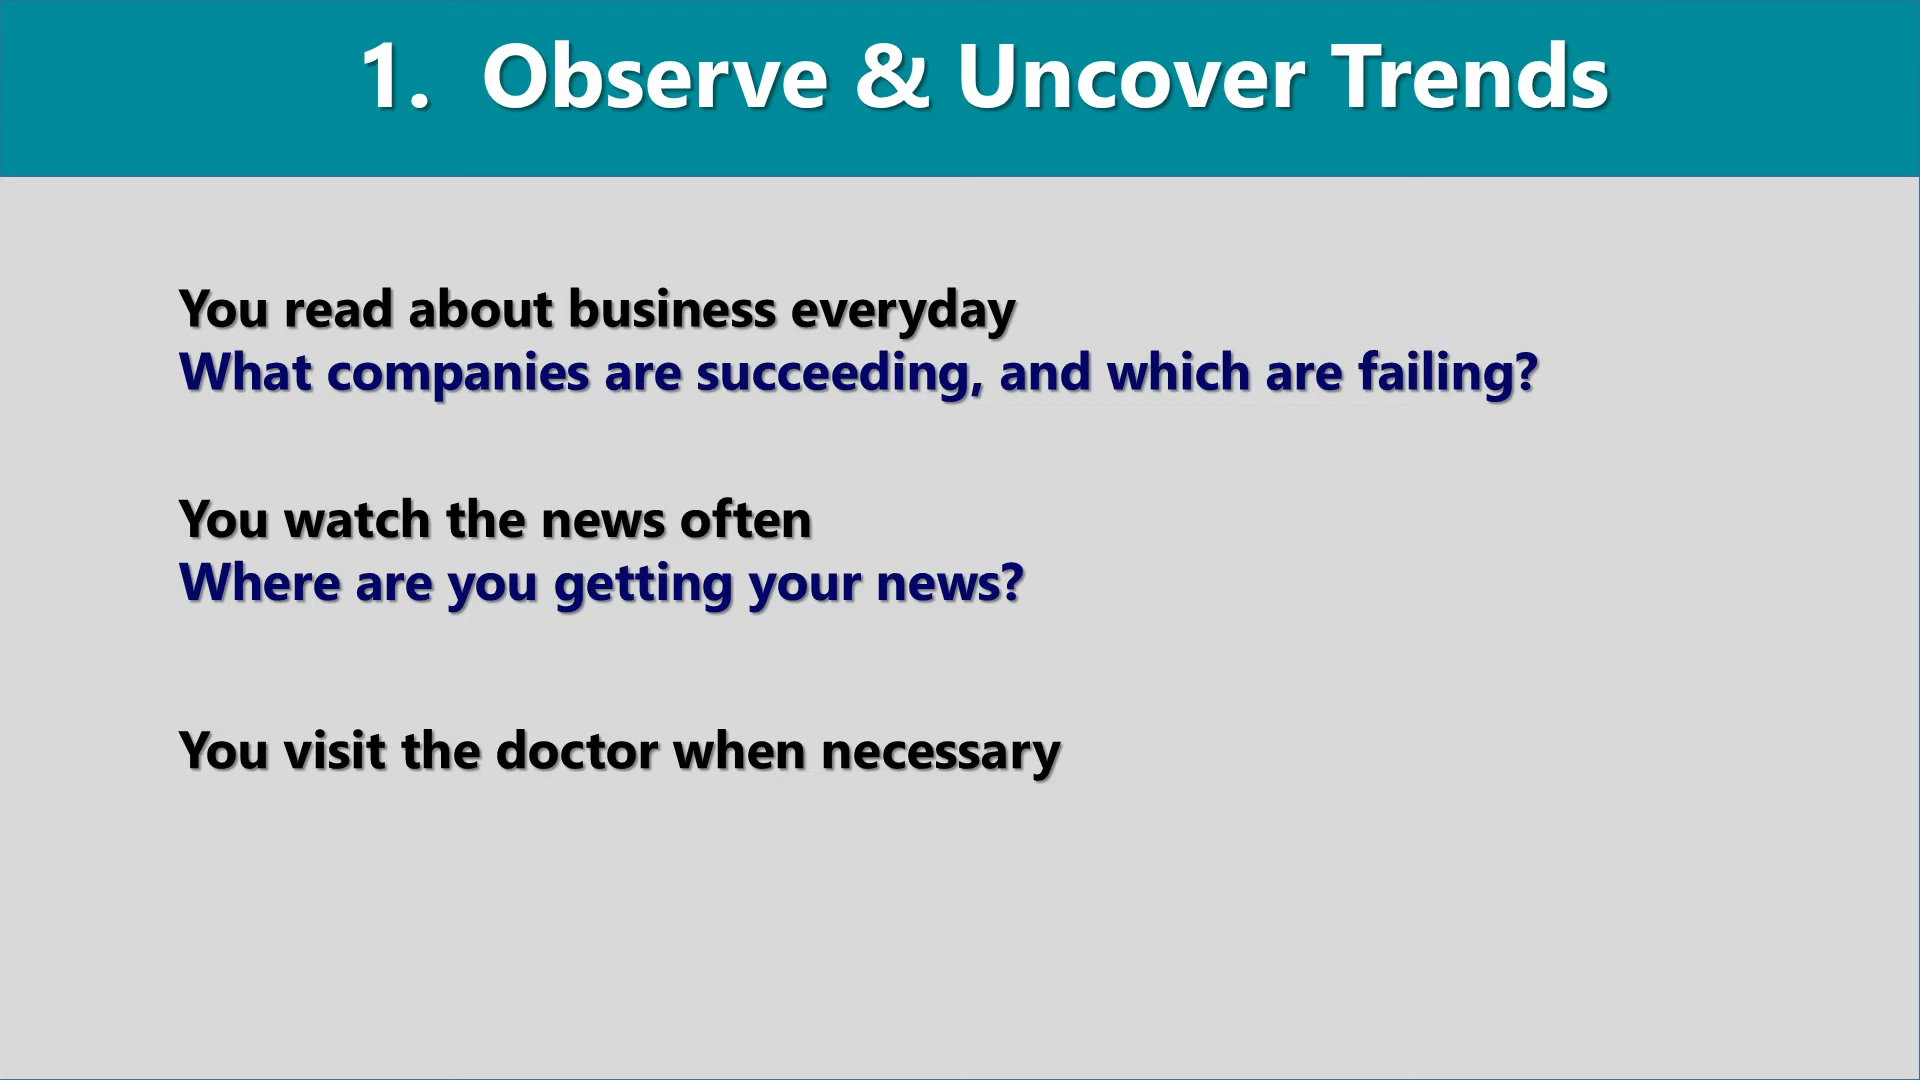 1. Observe & Uncover Trends
You read about business everyday
What companies are succeeding, and which are failing?
You watch the news often
Where are you getting your news?
You visit the doctor when necessary